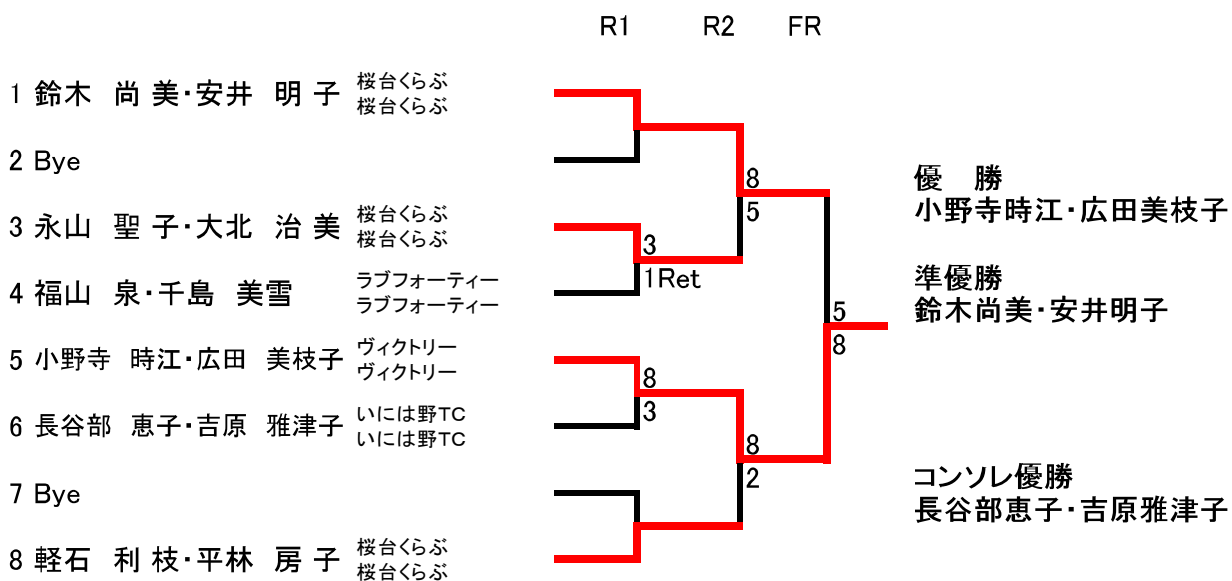 R1 R2 FR
1 鈴木 尚 美・安井 明 子 桜台くらぶ
桜台くらぶ
2 Bye
8
5
優 勝
小野寺時江・広田美枝子
3 永山 聖 子・大北 治 美 桜台くらぶ
桜台くらぶ
3
1Ret
4 福山 泉・千島 美雪 ラブフォーティー
ラブフォーティー
準優勝
鈴木尚美・安井明子
5
8
5 小野寺 時江・広田 美枝子 ヴィクトリー
ヴィクトリー
8
3
6 長谷部 恵子・吉原 雅津子 いには野TC
いには野TC
8
2
コンソレ優勝
長谷部恵子・吉原雅津子
7 Bye
8 軽石 利 枝・平林 房 子 桜台くらぶ
桜台くらぶ